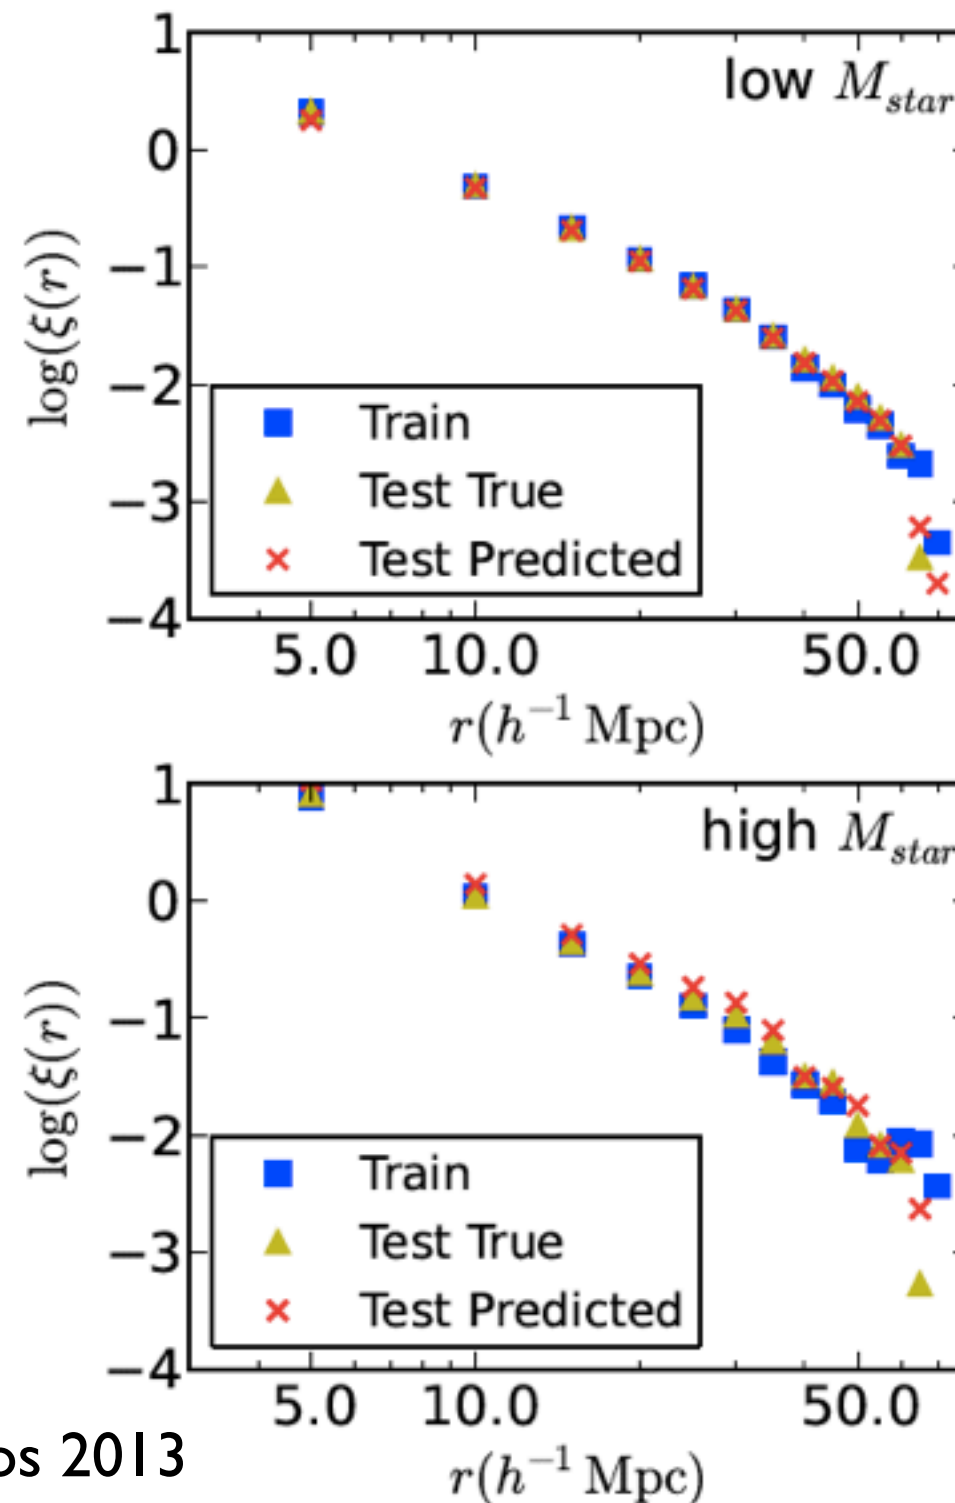 1
low M_star
0
−1
−2
−3
−4
log(ξ(r))
Train
Test True
Test Predicted
5.0 10.0 50.0
r(h⁻¹ Mpc)
1
high M_star
0
−1
−2
−3
−4
log(ξ(r))
Train
Test True
Test Predicted
5.0 10.0 50.0
2013
r(h⁻¹ Mpc)